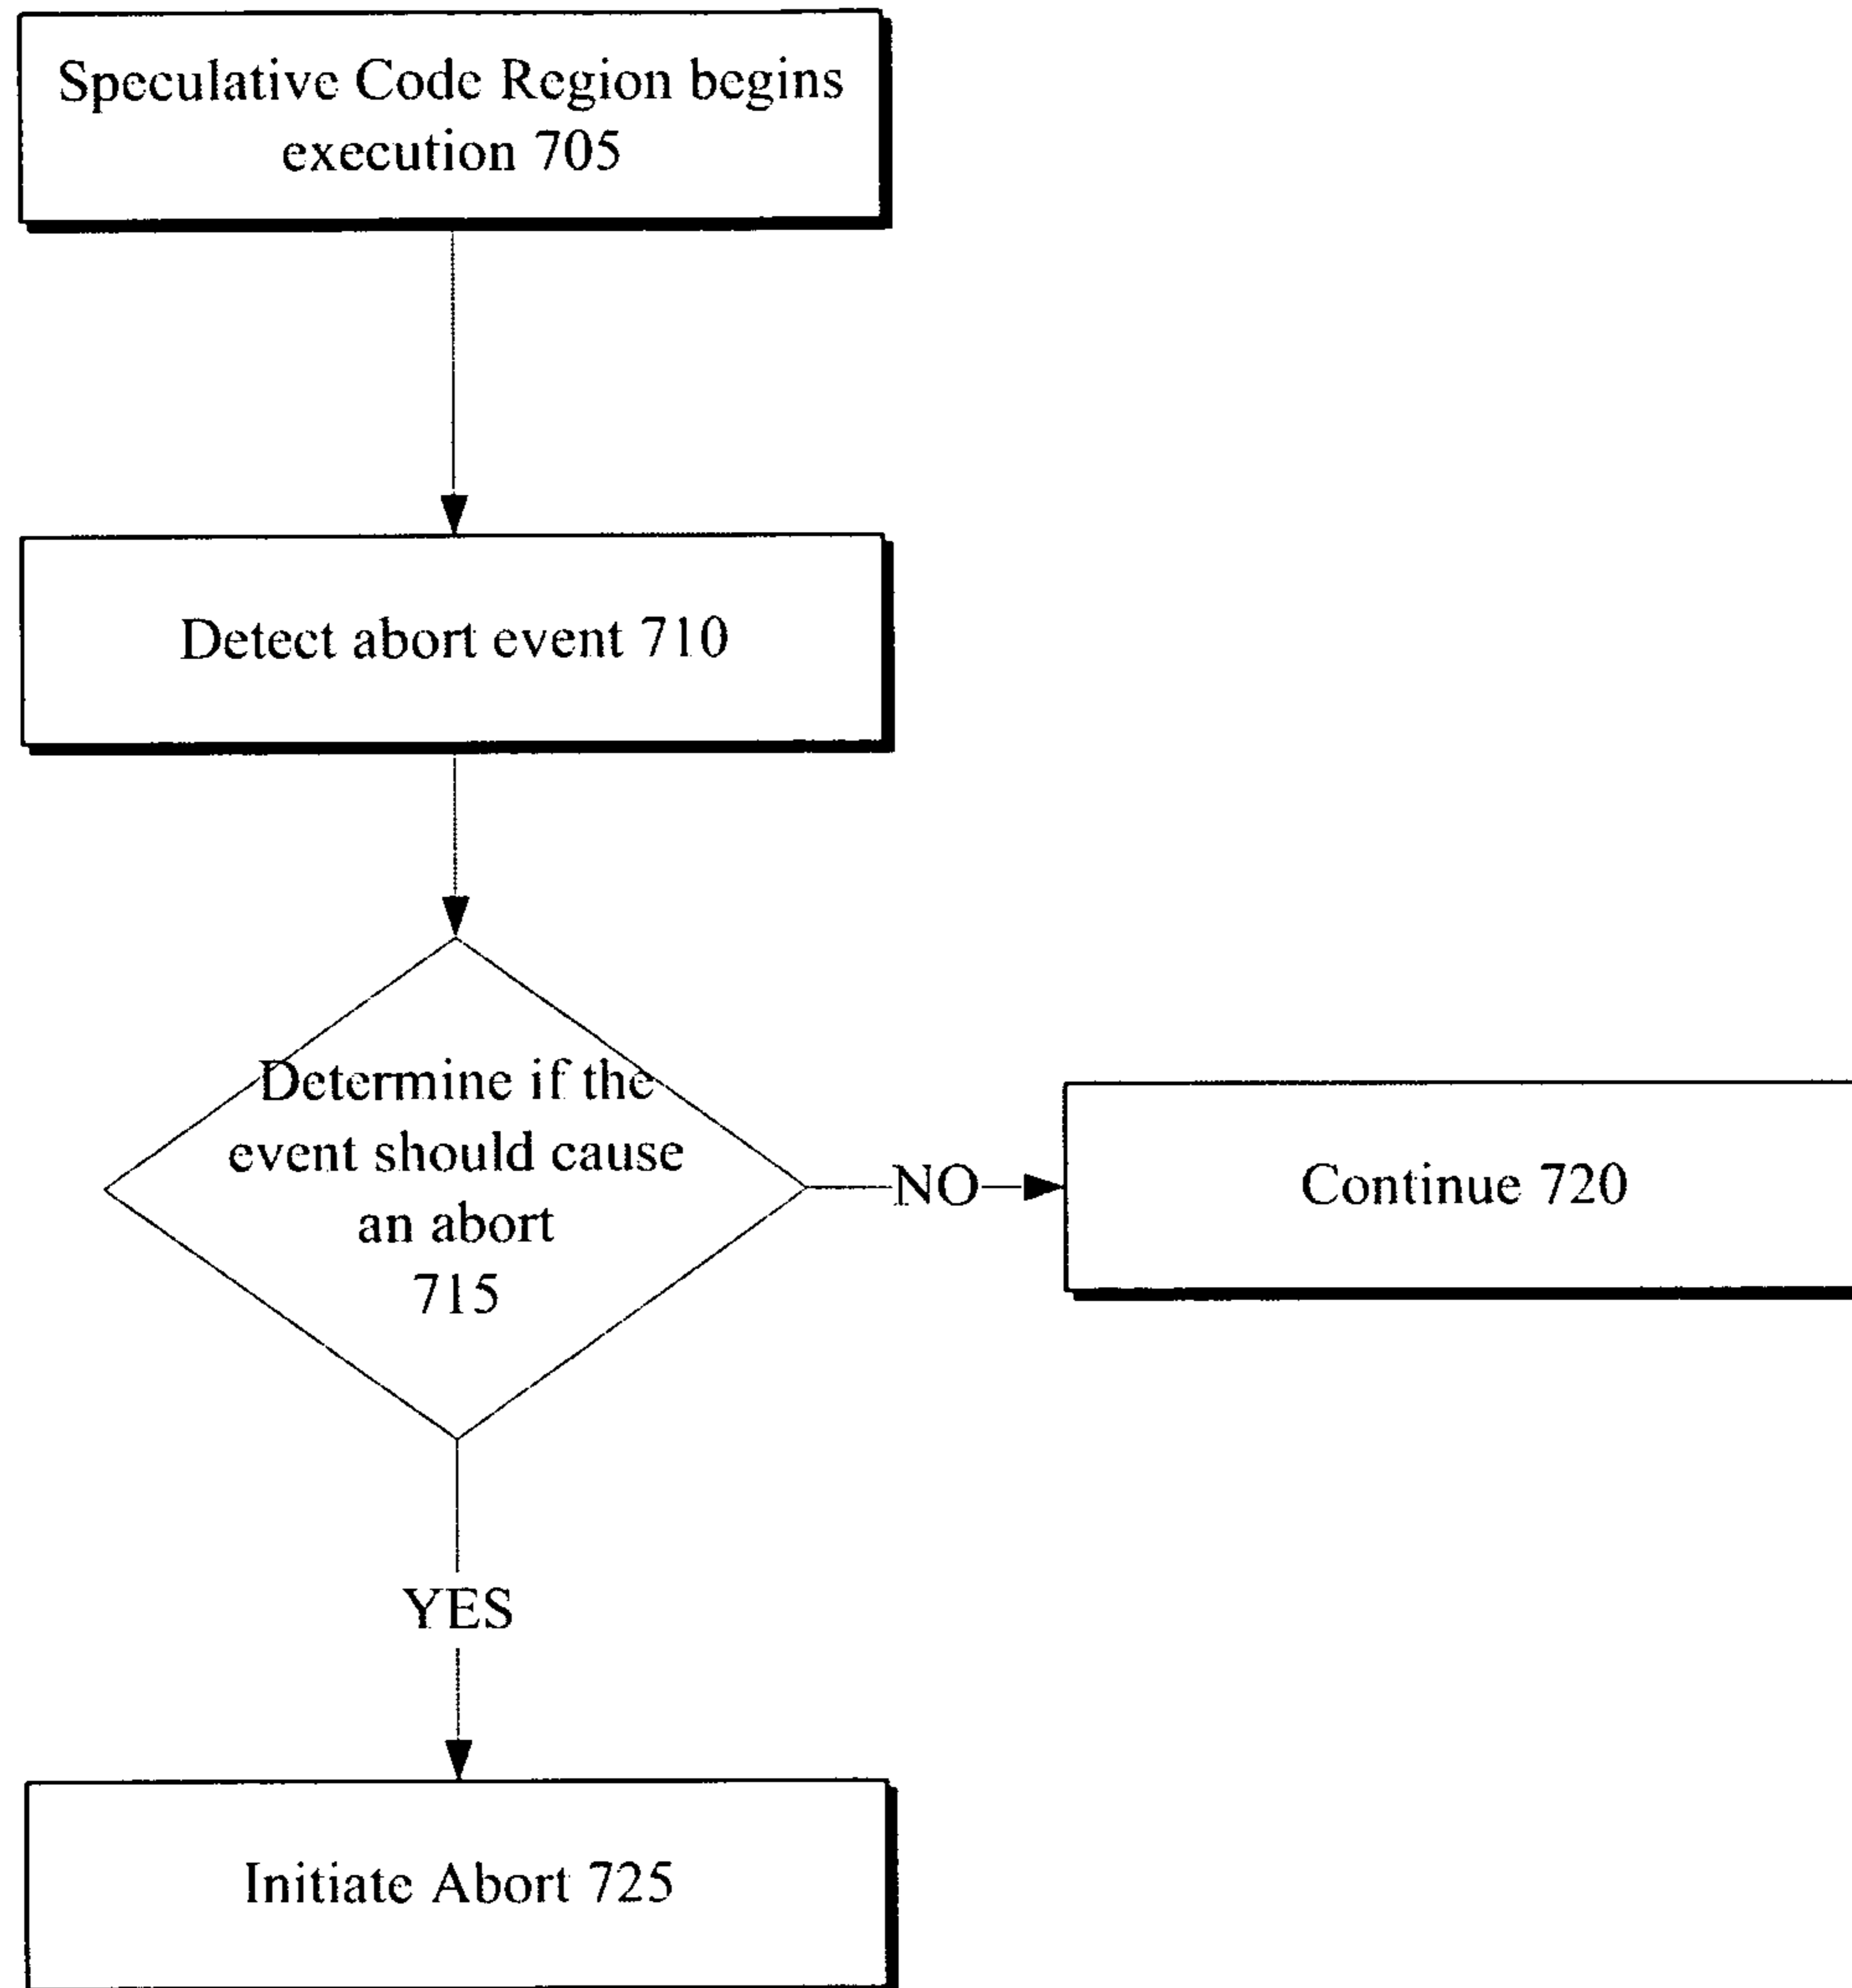 Speculative Code Region begins
execution 705
Detect abort event 710
Determine if the
event should cause
an abort
715
NO
Continue 720
YES
Initiate Abort 725